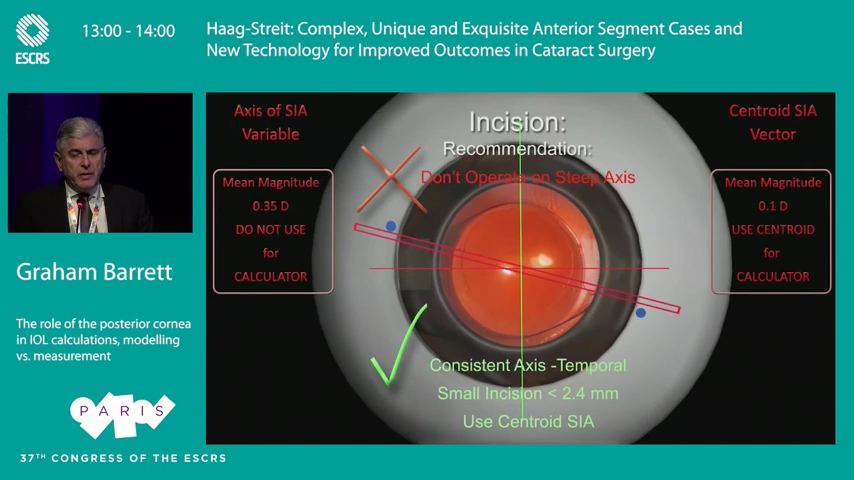 ESCRS
13:00 - 14:00
Haag-Streit: Complex, Unique and Exquisite Anterior Segment Cases and
New Technology for Improved Outcomes in Cataract Surgery
Axis of SIA
Variable
Mean Magnitude
0.35 D
DO NOT USE
for
CALCULATOR
Incision:
Recommendation:
Don't Operate on Steep Axis
Centroid SIA
Vector
Mean Magnitude
0.1 D
USE CENTROID
for
CALCULATOR
Consistent Axis -Temporal
Small Incision < 2.4 mm
Use Centroid SIA
Graham Barrett
The role of the posterior cornea
in IOL calculations, modelling
vs. measurement
PARIS
37TH CONGRESS OF THE ESCRS